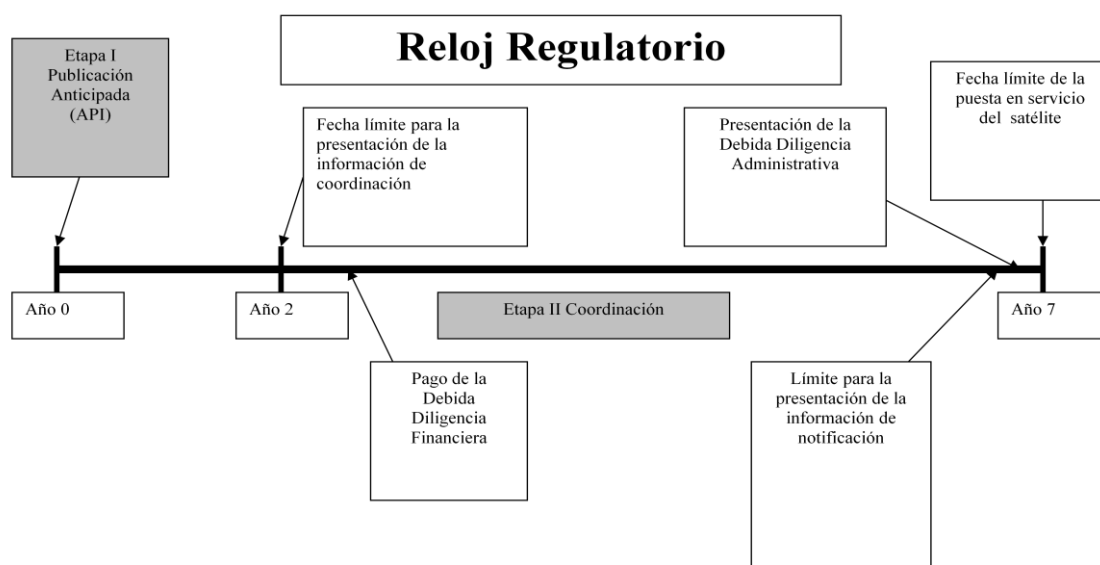 Reloj Regulatorio
Etapa I
Publicación
Anticipada
(API)
Fecha límite para la
presentación de la
información de
coordinación
Presentación de la
Debida Diligencia
Administrativa
Fecha límite de la
puesta en servicio
del satélite
Año 0
Año 2
Etapa II Coordinación
Año 7
Pago de la
Debida
Diligencia
Financiera
Límite para la
presentación de la
información de
notificación